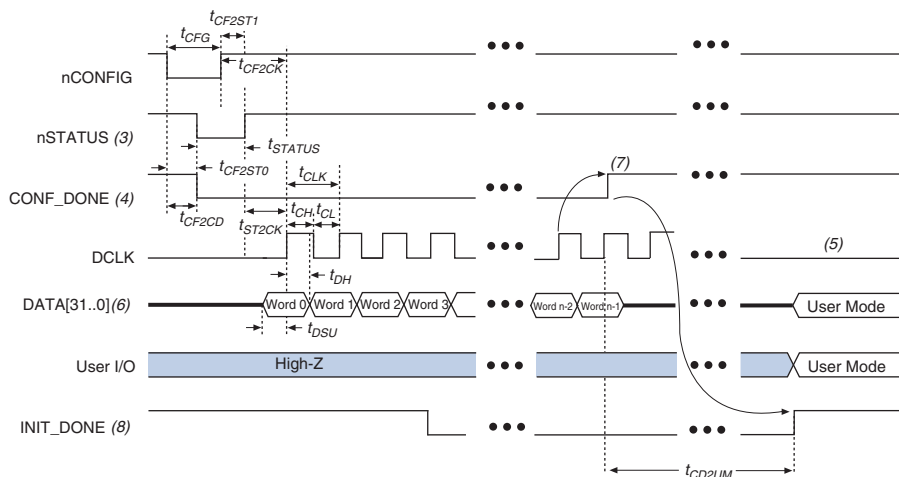 tCF2ST1
tCFG
tCF2CK
nCONFIG
nSTATUS (3)
tSTATUS
tCF2ST0
tCLK
(7)
CONF_DONE (4)
tCF2CD
tST2CK
tCH
tCL
DCLK
(5)
tDH
DATA[31..0](6)
Word 0
Word 1
Word 2
Word 3
Word n-2
Word n-1
User Mode
tDSU
User I/O
High-Z
User Mode
INIT_DONE (8)
tCD2UM